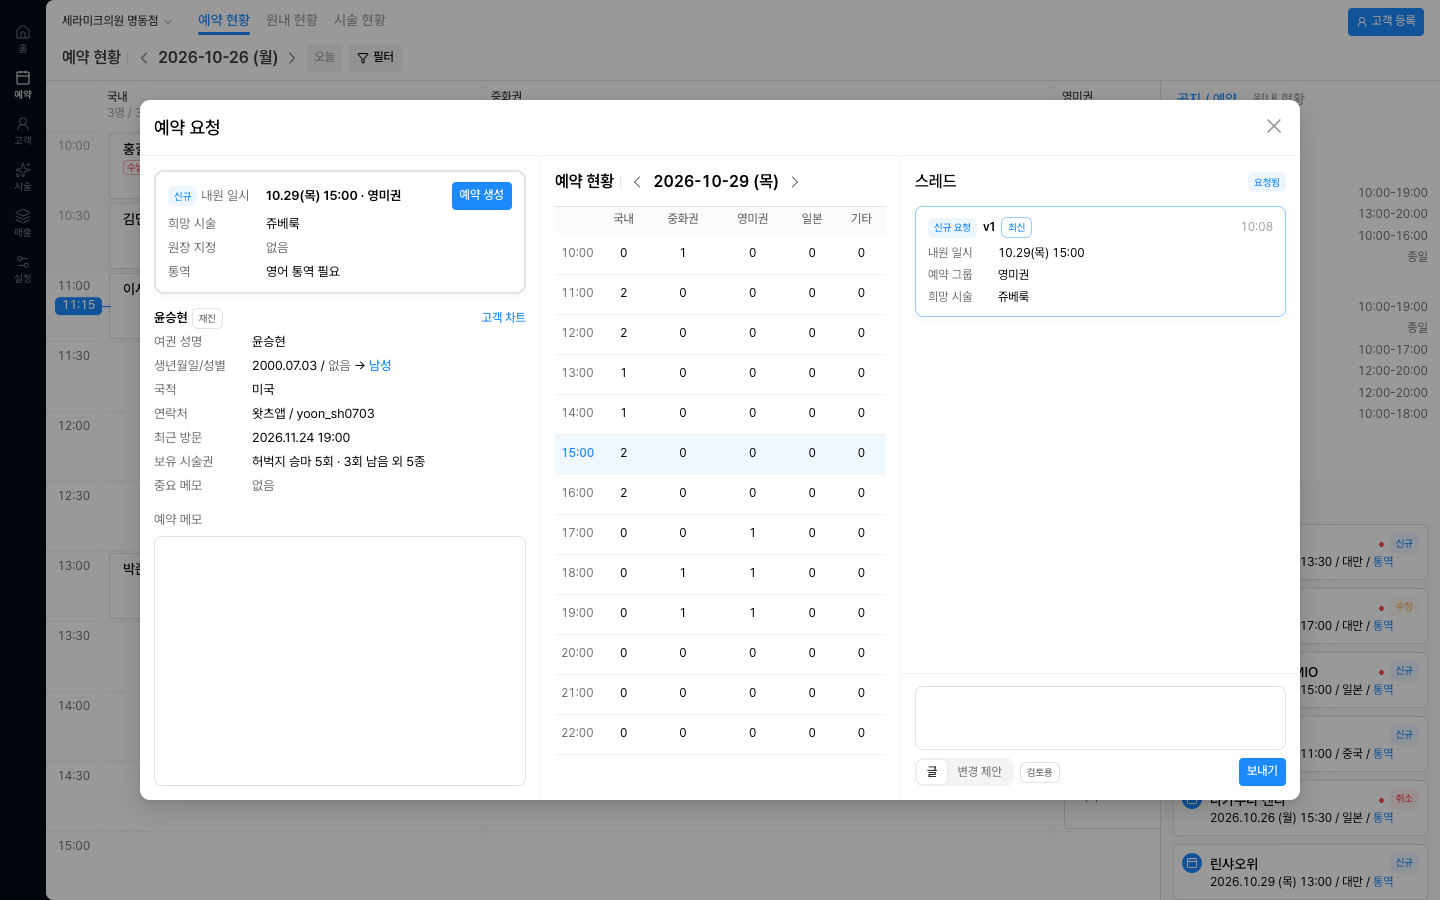 세라미크의원 명동점
예약 현황 원내 현황 시술 현황
고객 등록
예약 현황 2026-10-26 (월) 오늘 필터
홈
예약
고객
시술
매출
설정
국내
중화권
영미권
10:00
10:30
11:00
11:15
11:30
12:00
12:30
13:00
13:30
14:00
14:30
15:00
예약 요청
신규 내원 일시 10.29(목) 15:00 · 영미권 예약 생성
희망 시술 쥬베룩
원장 지정 없음
통역 영어 통역 필요
윤승현 재진 고객 차트
여권 성명 윤승현
생년월일/성별 2000.07.03 / 없음 → 남성
국적 미국
연락처 왓츠앱 / yoon_sh0703
최근 방문 2026.11.24 19:00
보유 시술권 허벅지 승마 5회 · 3회 남음 외 5종
중요 메모 없음
예약 메모
예약 현황 2026-10-29 (목)
국내 중화권 영미권 일본 기타
10:00 0 1 0 0 0
11:00 2 0 0 0 0
12:00 2 0 0 0 0
13:00 1 0 0 0 0
14:00 1 0 0 0 0
15:00 2 0 0 0 0
16:00 2 0 0 0 0
17:00 0 0 1 0 0
18:00 0 1 1 0 0
19:00 0 1 1 0 0
20:00 0 0 0 0 0
21:00 0 0 0 0 0
22:00 0 0 0 0 0
스레드 요청됨
신규 요청 v1 최신 10:08
내원 일시 10.29(목) 15:00
예약 그룹 영미권
희망 시술 쥬베룩
글 변경 제안 검토용 보내기
10:00-19:00
13:00-20:00
10:00-16:00
종일
10:00-19:00
종일
10:00-17:00
12:00-20:00
12:00-20:00
10:00-18:00
신규
13:30 / 대만 / 통역
수정
17:00 / 대만 / 통역
신규
15:00 / 일본 / 통역
신규
11:00 / 중국 / 통역
취소
2026.10.26 (월) 15:30 / 일본 / 통역
린샤오위 신규
2026.10.29 (목) 13:00 / 대만 / 통역